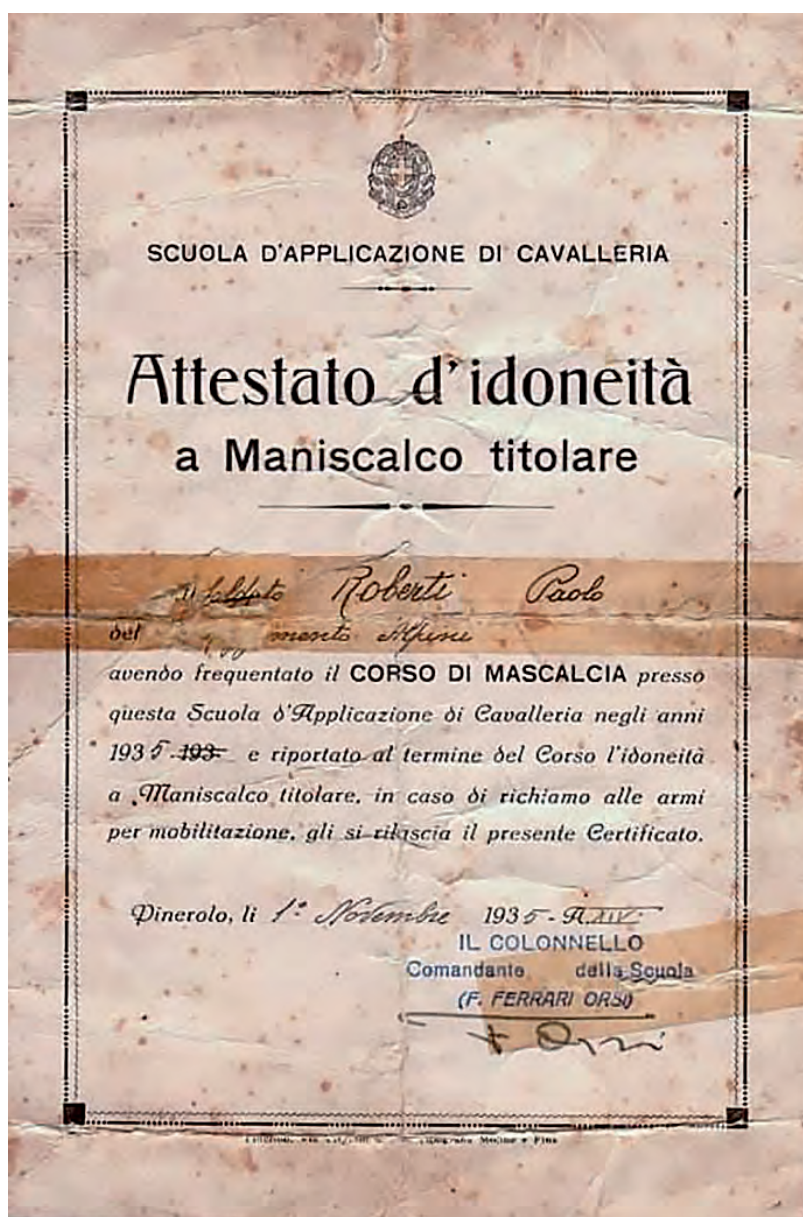 SCUOLA D'APPLICAZIONE DI CAVALLERIA
Attestato d'idoneità
a Maniscalco titolare
Il soldato Roberti Paolo
del Alpini
avendo frequentato il CORSO DI MASCALCIA presso
questa Scuola d'Applicazione di Cavalleria negli anni
1935-193 e riportato al termine del Corso l'idoneità
a Maniscalco titolare, in caso di richiamo alle armi
per mobilitazione, gli si rilascia il presente Certificato.
Pinerolo, li 1º Novembre 1935 - A.XIV.
IL COLONNELLO
Comandante della Scuola
(F. FERRARI ORSI)